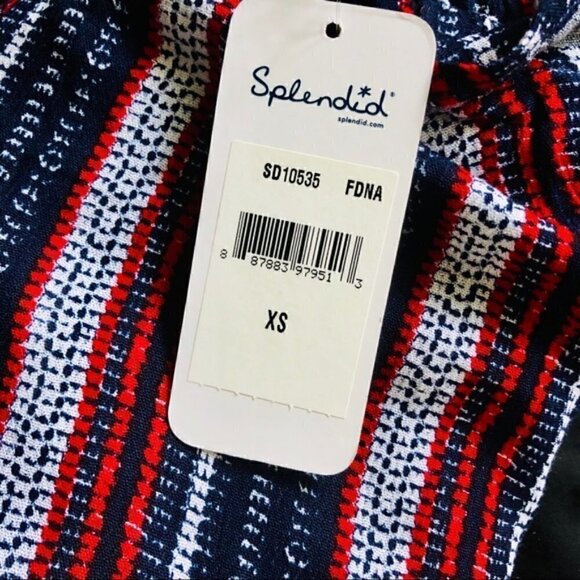 Splendid®
splendid.com
SD10535 FDNA
8 87883 97951 3
XS